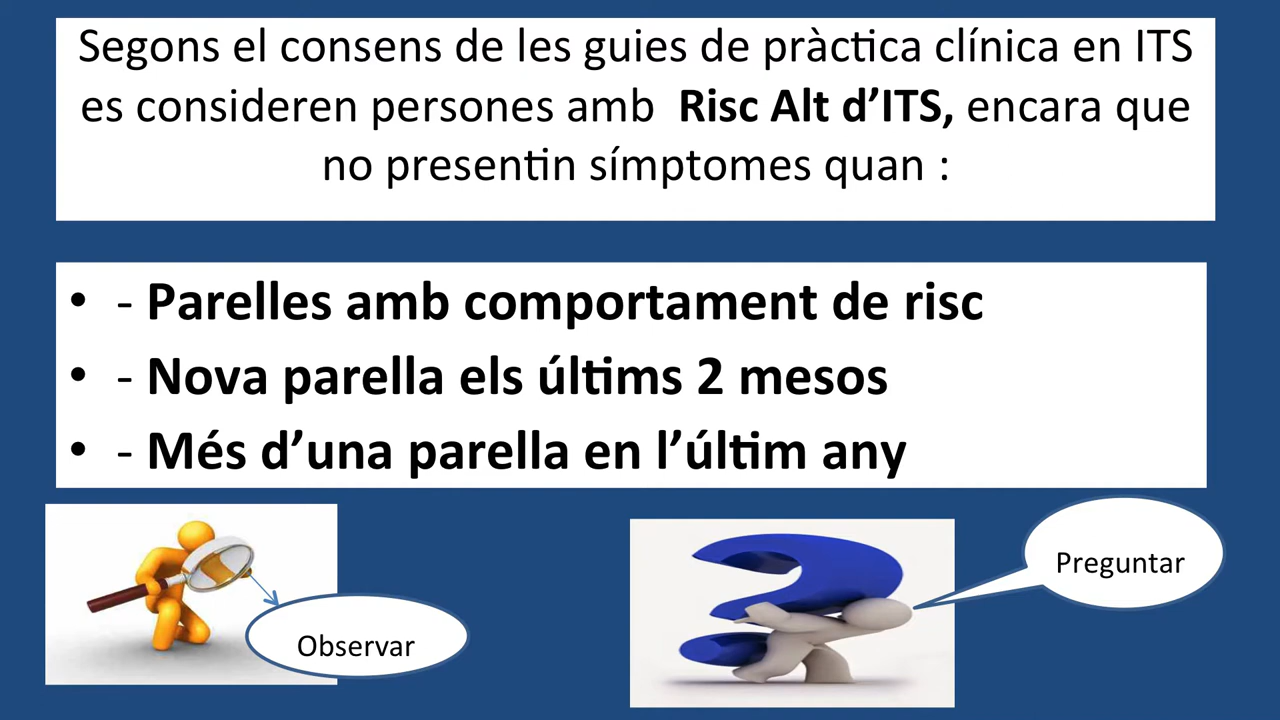 Segons el consens de les guies de pràctica clínica en ITS
es consideren persones amb Risc Alt d’ITS, encara que
no presentin símptomes quan :
• - Parelles amb comportament de risc
• - Nova parella els últims 2 mesos
• - Més d’una parella en l’últim any
Observar
Preguntar